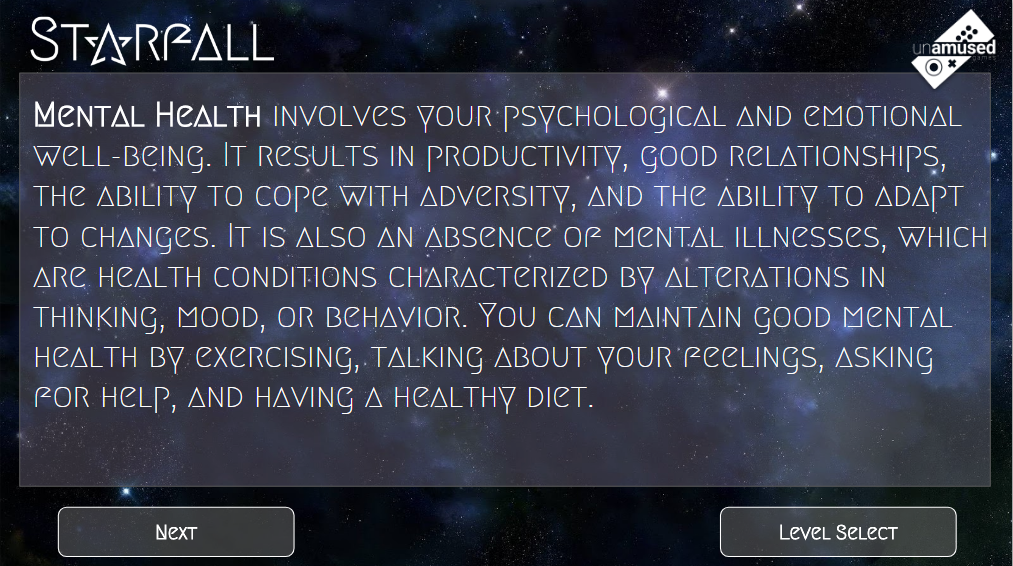 Starfall
unamused
Mental Health involves your psychological and emotional
well-being. It results in productivity, good relationships,
the ability to cope with adversity, and the ability to adapt
to changes. It is also an absence of mental illnesses, which
are health conditions characterized by alterations in
thinking, mood, or behavior. You can maintain good mental
health by exercising, talking about your feelings, asking
for help, and having a healthy diet.
Next
Level Select